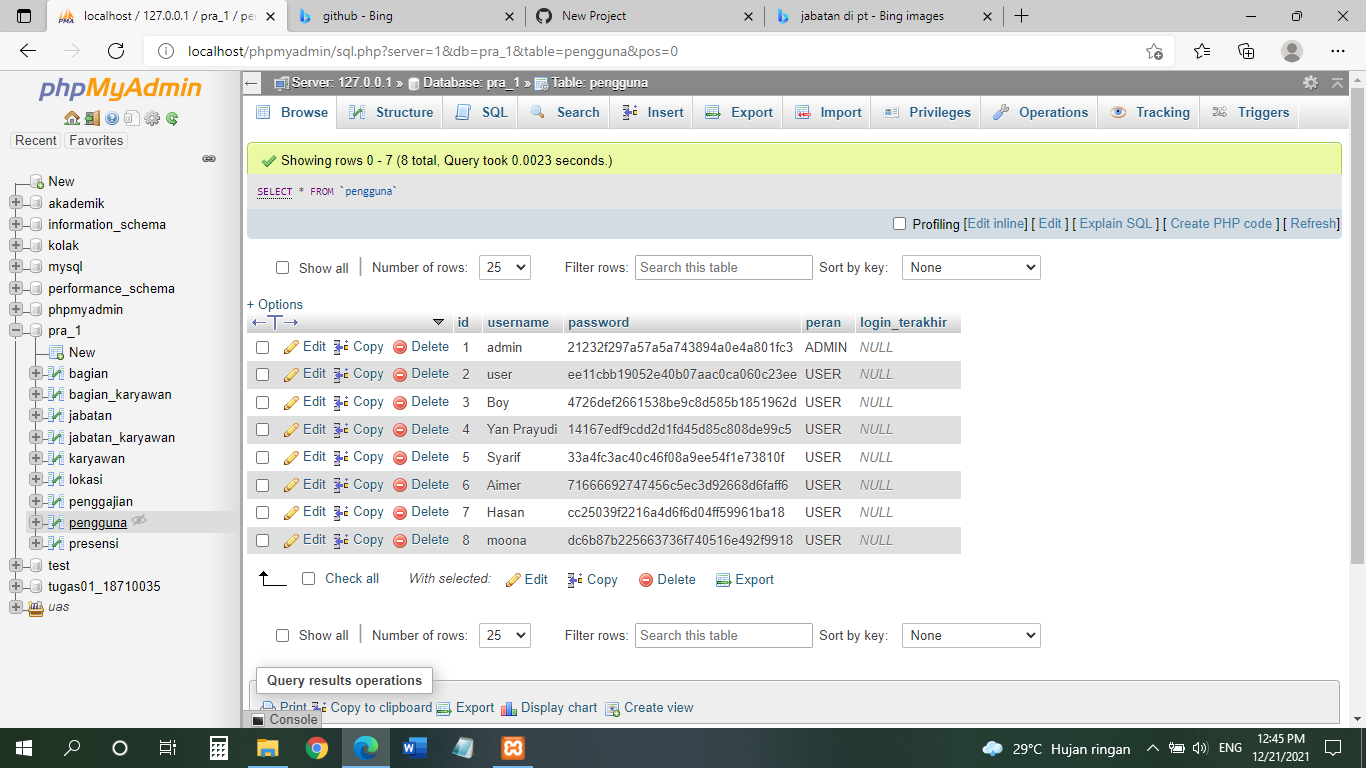 localhost / 127.0.0.1 / pra_1 / pe
github - Bing
New Project
jabatan di pt - Bing images
localhost/phpmyadmin/sql.php?server=1&db=pra_1&table=pengguna&pos=0
phpMyAdmin
Recent Favorites
New
akademik
information_schema
kolak
mysql
performance_schema
phpmyadmin
pra_1
New
bagian
bagian_karyawan
jabatan
jabatan_karyawan
karyawan
lokasi
penggajian
pengguna
presensi
test
tugas01_18710035
uas
Server: 127.0.0.1 » Database: pra_1 » Table: pengguna
Browse Structure SQL Search Insert Export Import Privileges Operations Tracking Triggers
Showing rows 0 - 7 (8 total, Query took 0.0023 seconds.)
SELECT * FROM `pengguna`
Profiling [Edit inline] [ Edit ] [ Explain SQL ] [ Create PHP code ] [ Refresh]
Show all Number of rows: 25 Filter rows: Search this table Sort by key: None
+ Options
id username password peran login_terakhir
Edit Copy Delete 1 admin 21232f297a57a5a743894a0e4a801fc3 ADMIN NULL
Edit Copy Delete 2 user ee11cbb19052e40b07aac0ca060c23ee USER NULL
Edit Copy Delete 3 Boy 4726def2661538be9c8d585b1851962d USER NULL
Edit Copy Delete 4 Yan Prayudi 14167edf9cdd2d1fd45d85c808de99c5 USER NULL
Edit Copy Delete 5 Syarif 33a4fc3ac40c46f08a9ee54f1e73810f USER NULL
Edit Copy Delete 6 Aimer 71666692747456c5ec3d92668d6faff6 USER NULL
Edit Copy Delete 7 Hasan cc25039f2216a4d6f6d04ff59961ba18 USER NULL
Edit Copy Delete 8 moona dc6b87b225663736f740516e492f9918 USER NULL
Check all With selected: Edit Copy Delete Export
Show all Number of rows: 25 Filter rows: Search this table Sort by key: None
Query results operations
Print Copy to clipboard Export Display chart Create view
Console
29°C Hujan ringan ENG 12:45 PM
12/21/2021